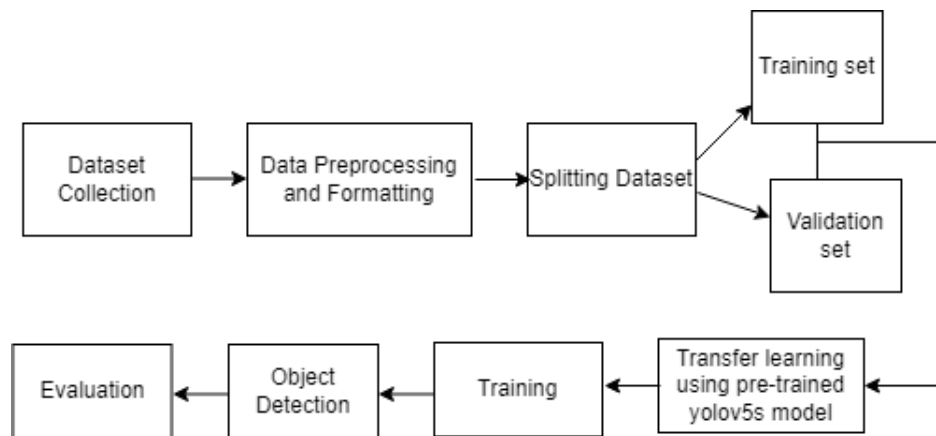 Training set
Dataset
Collection
Data Preprocessing
and Formatting
Splitting Dataset
Validation
set
Evaluation
Object
Detection
Training
Transfer learning
using pre-trained
yolov5s model